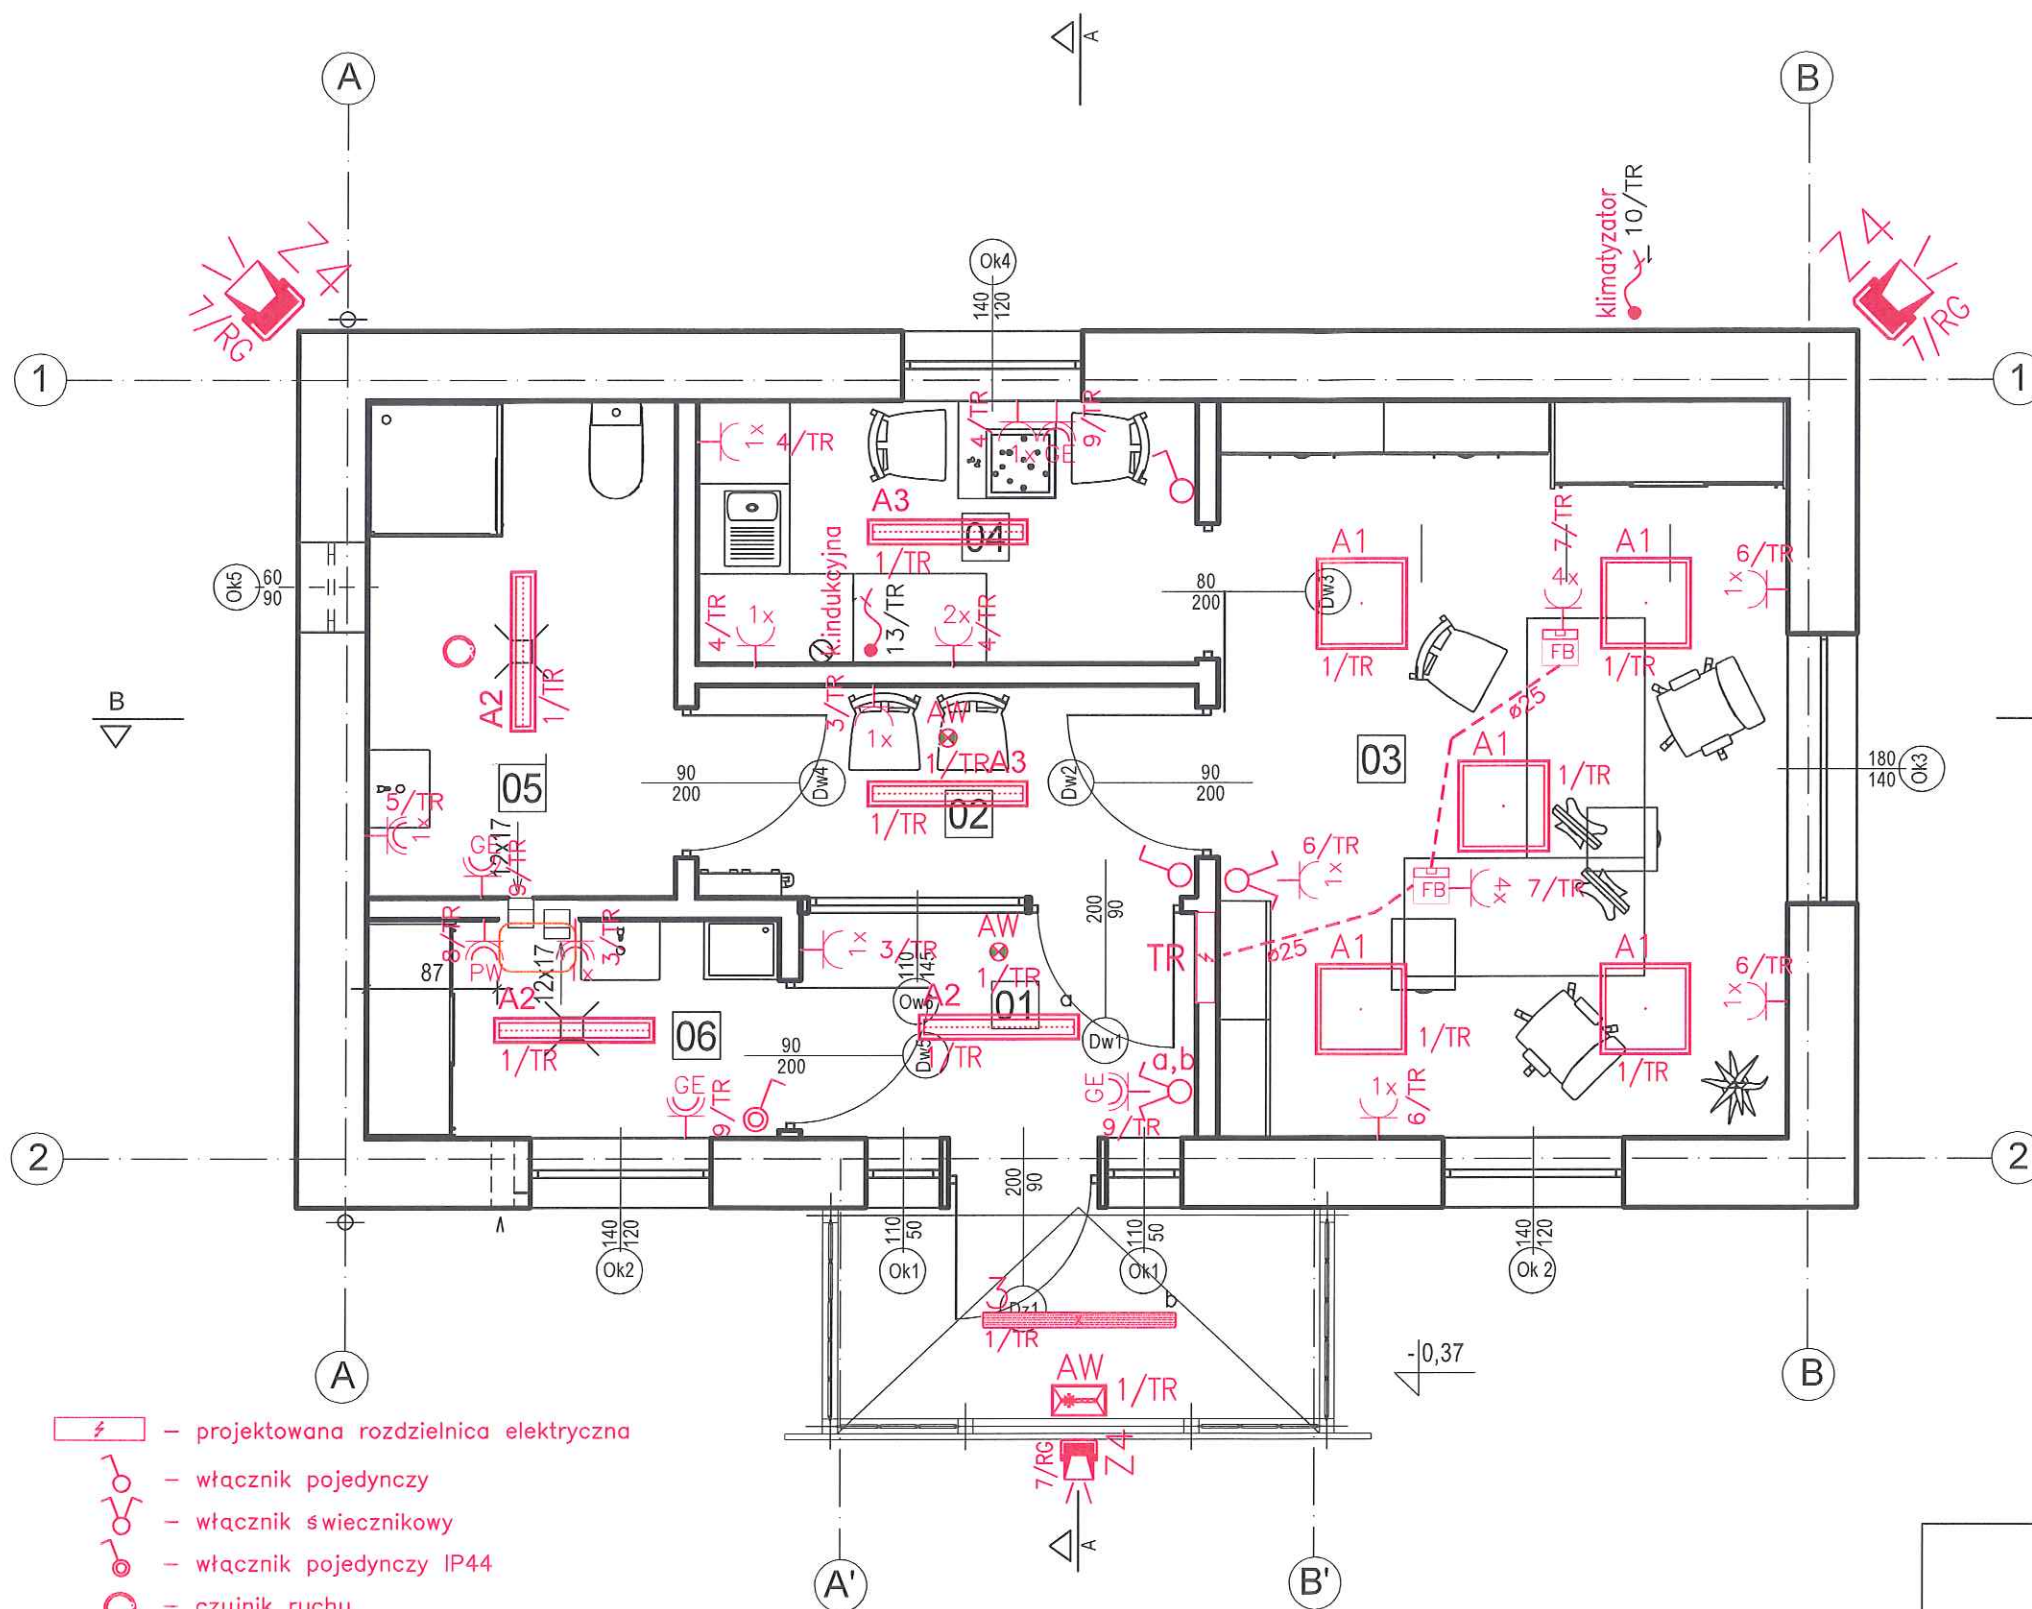 A
A
B
Z4
7/RG
klimatyzator
10/TR
Z4
7/RG
Ok4
140
120
1
1
1x
4/TR
4/TR
9/TR
1x
GE
A3
04
1/TR
k.indukcyjna
13/TR
4/TR
1x
2x
4/TR
Ok5
60
90
A2
1/TR
80
200
Dw3
A1
1/TR
7/TR
4x
FB
A1
1/TR
6/TR
1x
ø25
B
3/TR
1x
AW
1/TR
A3
05
90
200
Dw4
02
1/TR
Dw2
90
200
03
A1
1/TR
180
140
Ok3
5/TR
1x
GE
9/TR
12x17
6/TR
1x
FB
4x
7/TR
200
90
8/TR
PW
3/TR
x
12x17
87
A2
1/TR
06
1x
3/TR
110
145
Ow6
AW
1/TR
A2
01
a
1/TR
TR
ø25
A1
1/TR
A1
1/TR
6/TR
1x
90
200
Dw5
Dw1
a,b
GE
9/TR
GE
9/TR
1x
6/TR
2
2
140
120
Ok2
110
50
Ok1
200
90
Dz1
110
50
Ok1
140
120
Ok 2
3
b
1/TR
AW
1/TR
-0,37
A
B
7/RG
Z4
A
A'
B'
– projektowana rozdzielnica elektryczna
– włącznik pojedynczy
– włącznik świecznikowy
– włącznik pojedynczy IP44
– czujnik ruchu